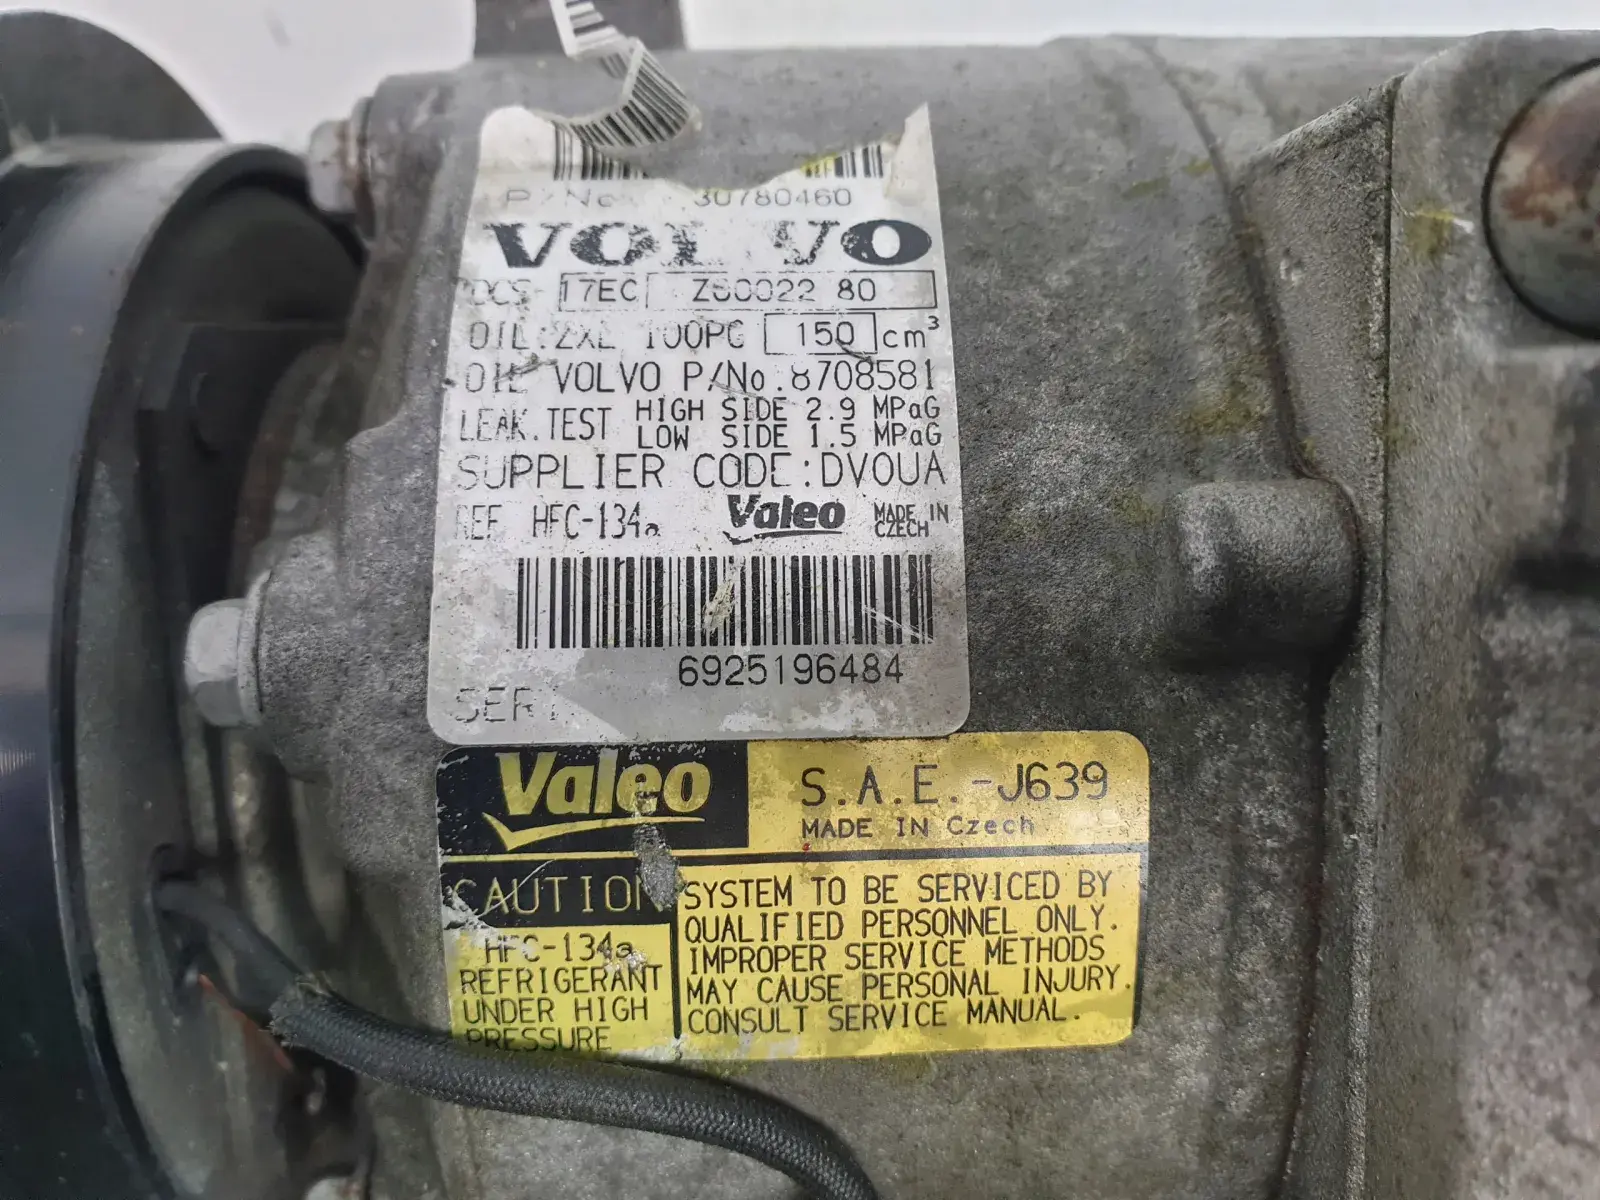 P/No. 30780460
VOLVO
DCS- 17EC 80
OIL: ZXL 100PG 150 cm³
OIL VOLVO P/No.8708581
LEAK.TEST HIGH SIDE 2.9 MPaG
LOW SIDE 1.5 MPaG
SUPPLIER CODE:DVOUA
REF HFC-134a Valeo MADE IN CZECH
6925196484
SERI
Valeo
S.A.E.-J639
MADE IN Czech
CAUTION
HFC-134a
REFRIGERANT
UNDER HIGH
PRESSURE
SYSTEM TO BE SERVICED BY
QUALIFIED PERSONNEL ONLY.
IMPROPER SERVICE METHODS
MAY CAUSE PERSONAL INJURY.
CONSULT SERVICE MANUAL.